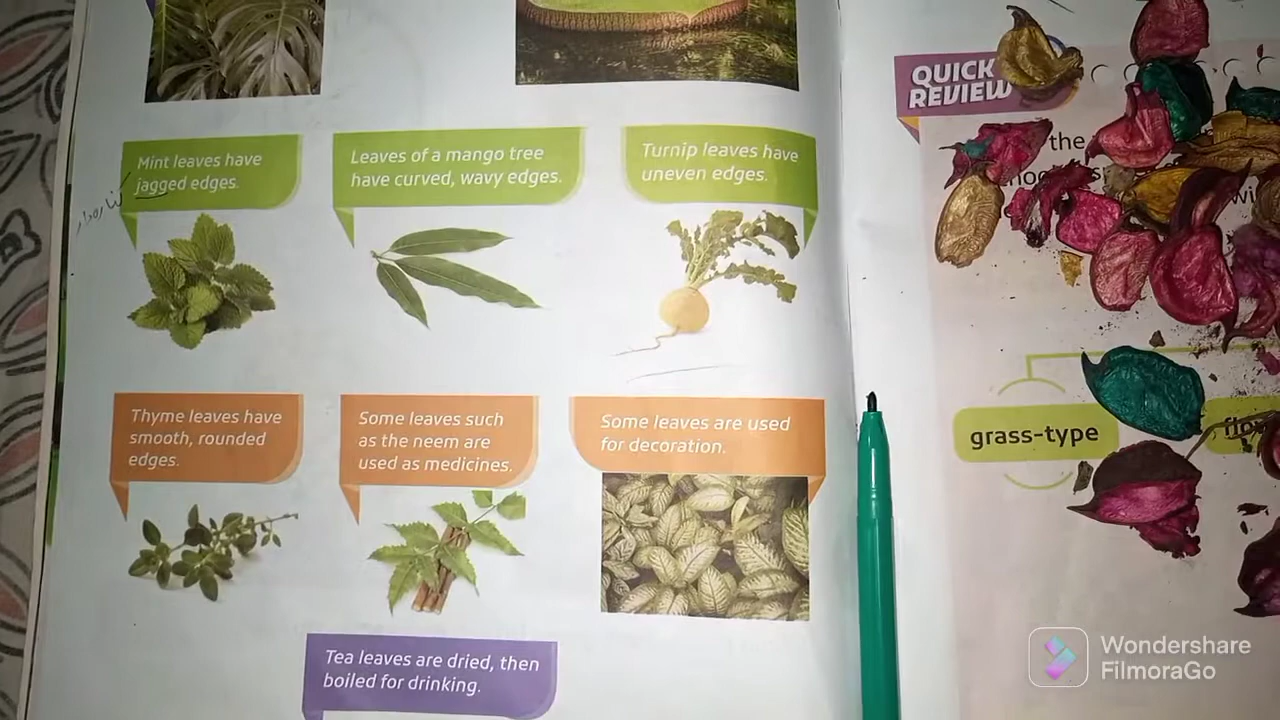 Mint leaves have
jagged edges.
Leaves of a mango tree
have curved, wavy edges.
Turnip leaves have
uneven edges.
Thyme leaves have
smooth, rounded
edges.
Some leaves such
as the neem are
used as medicines.
Some leaves are used
for decoration.
Tea leaves are dried, then
boiled for drinking.
QUICK
REVIEW
the
grass-type
Wondershare
FilmoraGo